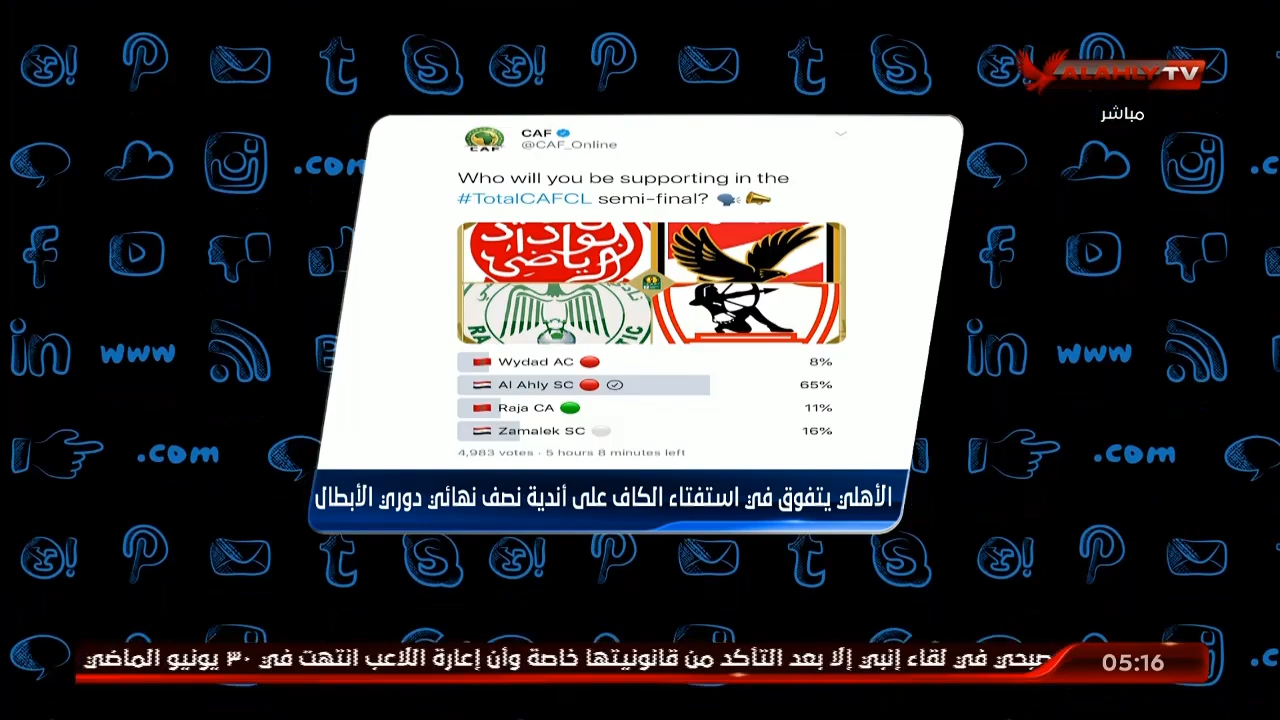 ALAHLY TV
مباشر
CAF
@CAF_Online
Who will you be supporting in the
#TotalCAFCL semi-final?
Wydad AC 8%
Al Ahly SC 65%
Raja CA 11%
Zamalek SC 16%
4,983 votes · 5 hours 8 minutes left
الأهلي يتفوق في استفتاء الكاف على أندية نصف نهائي دوري الأبطال
صبحي في لقاء إنبي إلا بعد التأكد من قانونيتها خاصة وأن إعارة اللاعب انتهت في ٣٠ يونيو الماضي
05:16